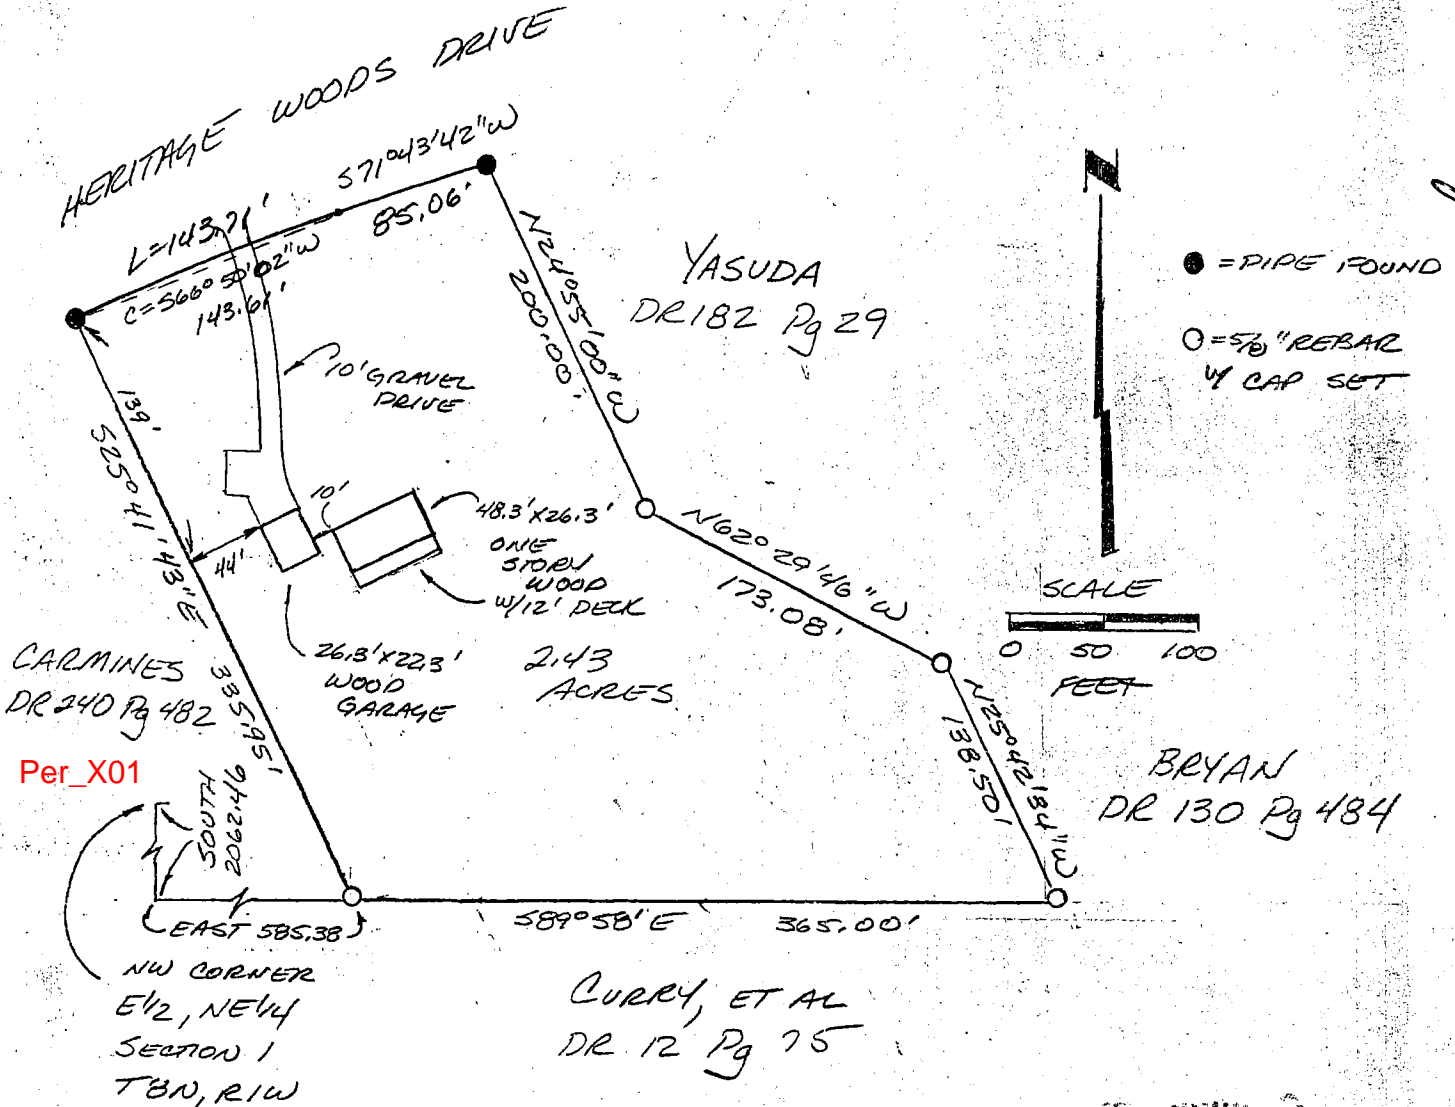 HERITAGE WOODS DRIVE
S71°43'42"W
85.06'
L=143.71'
C=S66°50'02"W
143.61'
N24°55'00"W
200.00'
YASUDA
DR182 Pg 29
N
● = PIPE FOUND
○ = 5/8" REBAR
W/ CAP SET
10' GRAVEL
DRIVE
139'
S25°41'43"E
335.95'
10'
44'
48.3'X26.3'
ONE
STORY
WOOD
W/12' DECK
26.3'X22.3'
WOOD
GARAGE
2.43
ACRES
N62°29'46"W
173.08'
SCALE
0 50 100
FEET
CARMINES
DR 240 Pg 482
Per_X01
SOUTH
2062.46
EAST 585.38
NW CORNER
E1/2, NE1/4
SECTION 1
T8N, R1W
S89°58'E 365.00'
N25°42'34"W
138.50'
BRYAN
DR 130 Pg 484
CURRY, ET AL
DR 12 Pg 75